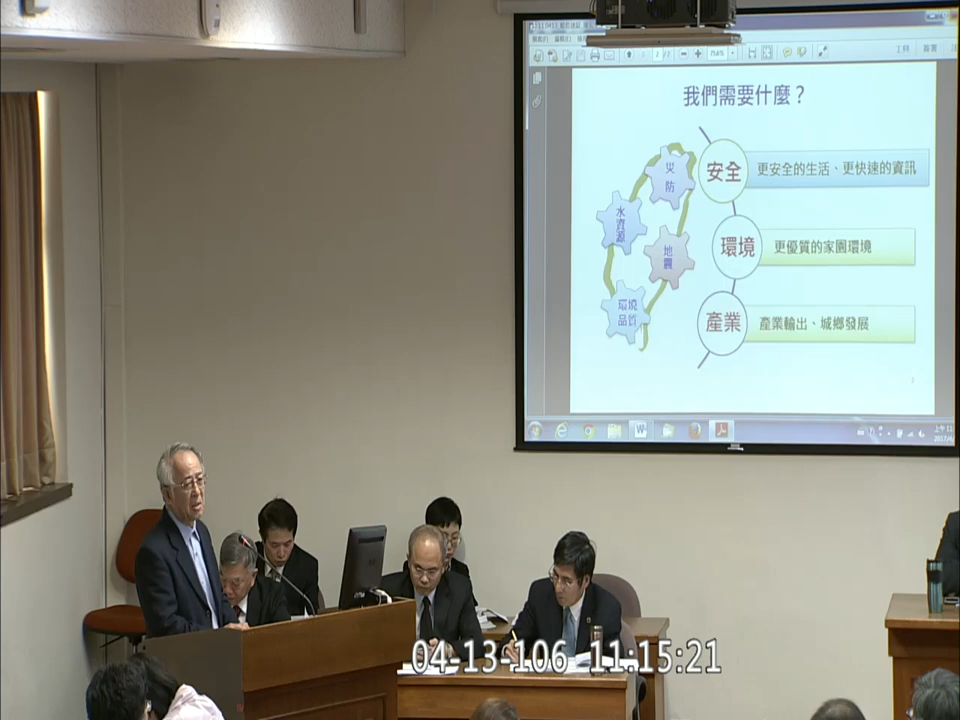 我們需要什麼？
災防
安全
更安全的生活、更快速的資訊
水資源
地震
環境
更優質的家園環境
環境品質
產業
產業輸出、城鄉發展
04-13-106 11:15:21